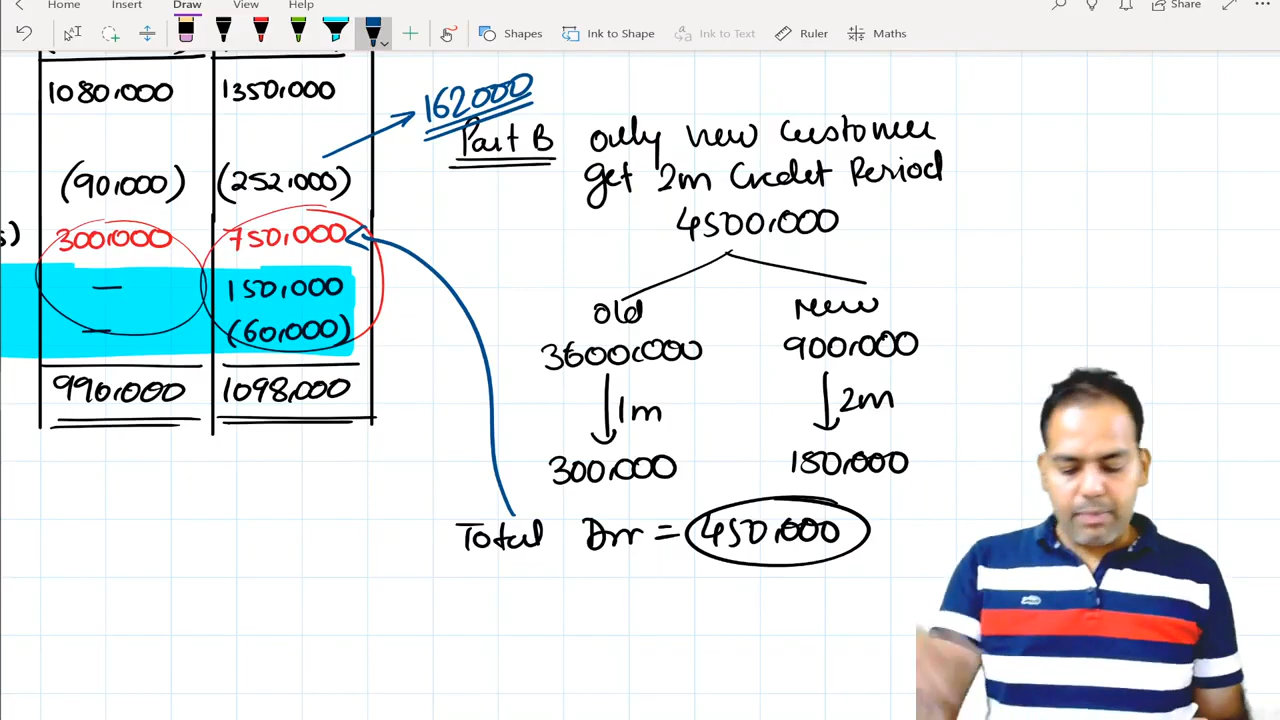 Home Insert Draw View Help Share
Shapes Ink to Shape Ink to Text Ruler Maths
1080,000 1350,000
162000
Part B only new customer
get 2m Credit Period
(90,000) (252,000)
4500,000
s) 300,000 750,000
— 150,000
Old New
— (60,000)
3600,000 900,000
990,000 1098,000
1m 2m
300,000 150,000
Total Drr = 450,000